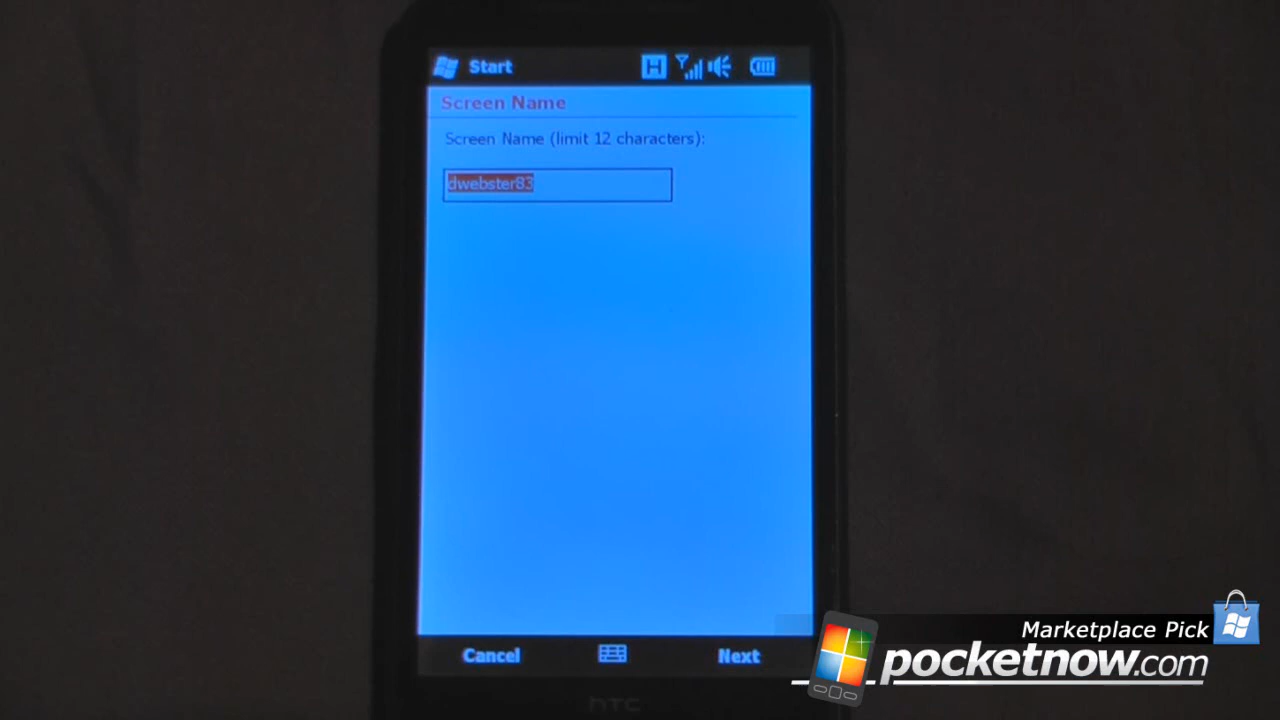 Start
Screen Name
Screen Name (limit 12 characters):
dwebster83
Cancel
Next
hTC
Marketplace Pick
pocketnow.com